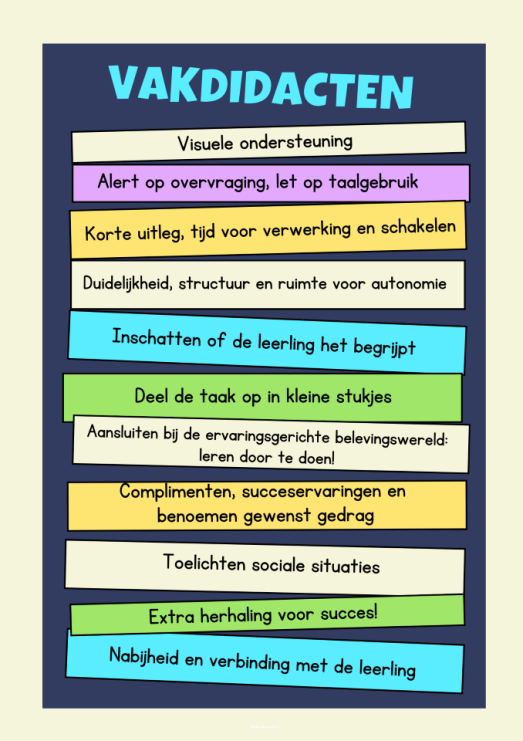 VAKDIDACTEN
Visuele ondersteuning
Alert op overvraging, let op taalgebruik
Korte uitleg, tijd voor verwerking en schakelen
Duidelijkheid, structuur en ruimte voor autonomie
Inschatten of de leerling het begrijpt
Deel de taak op in kleine stukjes
Aansluiten bij de ervaringsgerichte belevingswereld:
leren door te doen!
Complimenten, succeservaringen en
benoemen gewenst gedrag
Toelichten sociale situaties
Extra herhaling voor succes!
Nabijheid en verbinding met de leerling